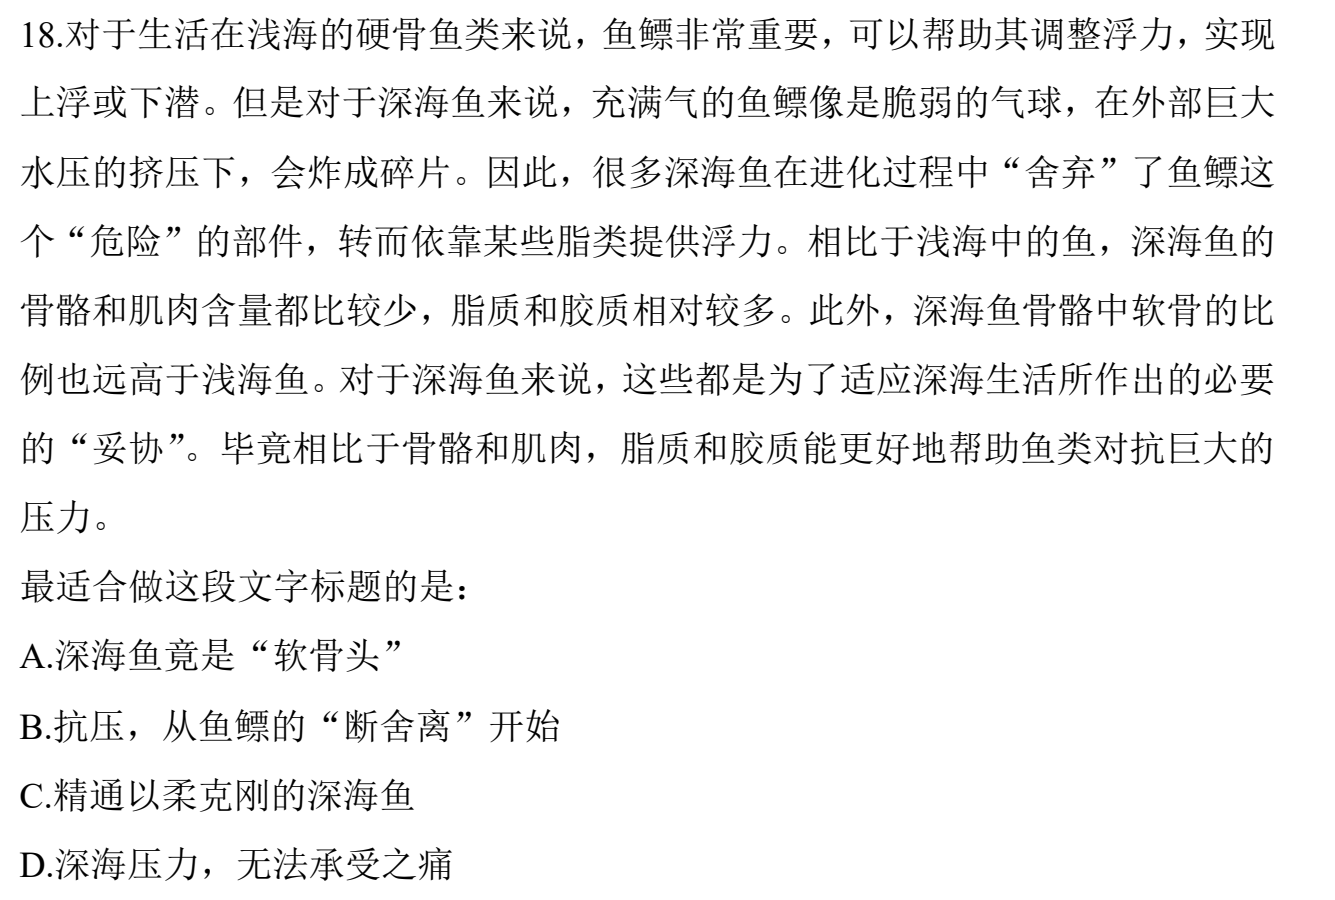 18.对于生活在浅海的硬骨鱼类来说，鱼鳔非常重要，可以帮助其调整浮力，实现
上浮或下潜。但是对于深海鱼来说，充满气的鱼鳔像是脆弱的气球，在外部巨大
水压的挤压下，会炸成碎片。因此，很多深海鱼在进化过程中“舍弃”了鱼鳔这
个“危险”的部件，转而依靠某些脂类提供浮力。相比于浅海中的鱼，深海鱼的
骨骼和肌肉含量都比较少，脂质和胶质相对较多。此外，深海鱼骨骼中软骨的比
例也远高于浅海鱼。对于深海鱼来说，这些都是为了适应深海生活所作出的必要
的“妥协”。毕竟相比于骨骼和肌肉，脂质和胶质能更好地帮助鱼类对抗巨大的
压力。
最适合做这段文字标题的是：
A.深海鱼竟是“软骨头”
B.抗压，从鱼鳔的“断舍离”开始
C.精通以柔克刚的深海鱼
D.深海压力，无法承受之痛